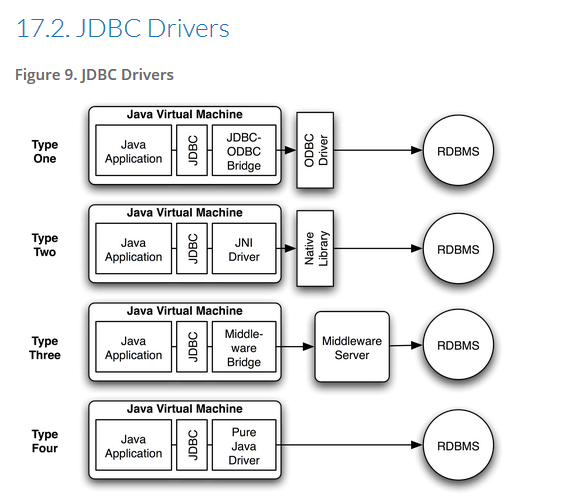 17.2. JDBC Drivers
Figure 9. JDBC Drivers
Type
One
Java Virtual Machine
Java
Application
JDBC
JDBC-
ODBC
Bridge
ODBC
Driver
RDBMS
Type
Two
Java Virtual Machine
Java
Application
JDBC
JNI
Driver
Native
Library
RDBMS
Type
Three
Java Virtual Machine
Java
Application
JDBC
Middle-
ware
Bridge
Middleware
Server
RDBMS
Type
Four
Java Virtual Machine
Java
Application
JDBC
Pure
Java
Driver
RDBMS